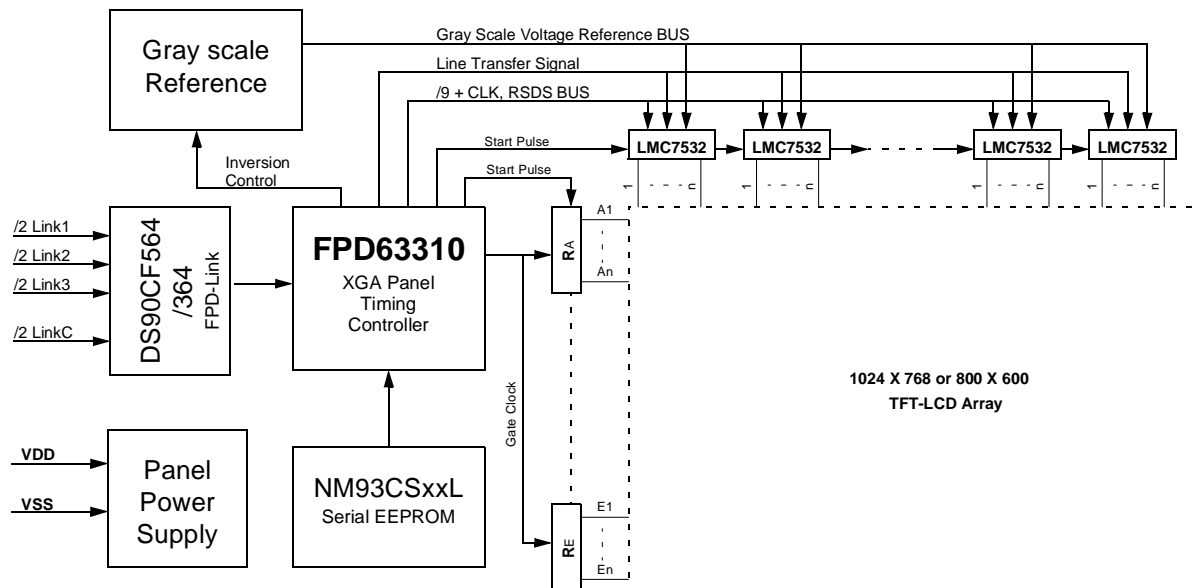 Gray scale
Reference
Gray Scale Voltage Reference BUS
Line Transfer Signal
/9 + CLK, RSDS BUS
Start Pulse
Start Pulse
LMC7532
LMC7532
LMC7532
LMC7532
1
n
1
n
1
n
1
n
Inversion
Control
/2 Link1
/2 Link2
/2 Link3
/2 LinkC
DS90CF564
/364
FPD-Link
FPD63310
XGA Panel
Timing
Controller
RA
A1
An
Gate Clock
1024 X 768 or 800 X 600
TFT-LCD Array
VDD
VSS
Panel
Power
Supply
NM93CSxxL
Serial EEPROM
RE
E1
En